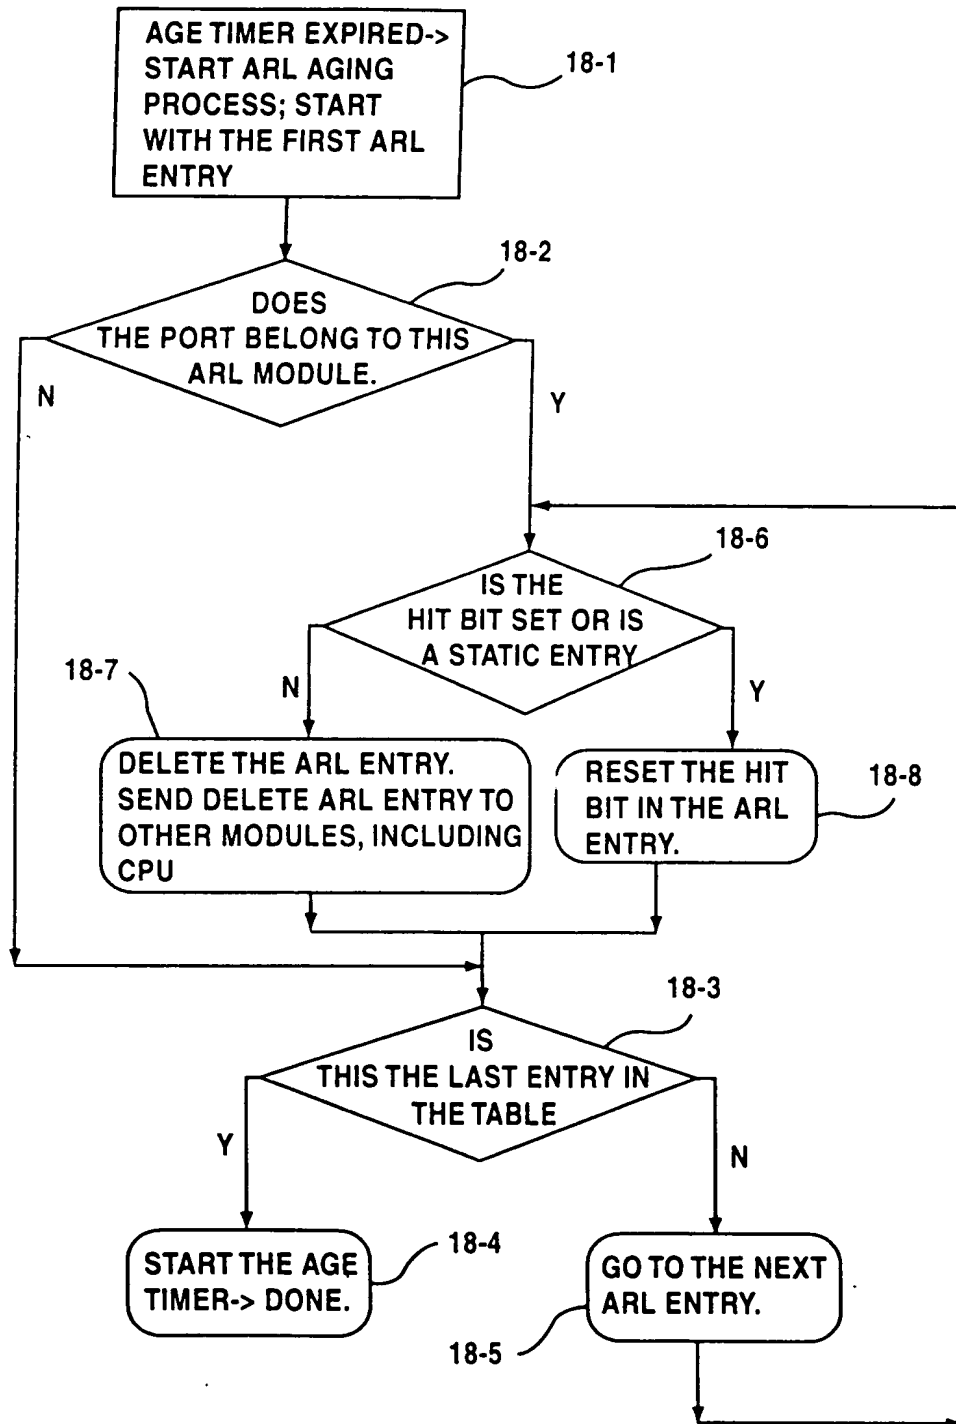 AGE TIMER EXPIRED->
START ARL AGING
PROCESS; START
WITH THE FIRST ARL
ENTRY
18-1
18-2
DOES
THE PORT BELONG TO THIS
ARL MODULE.
N
Y
18-6
IS THE
HIT BIT SET OR IS
A STATIC ENTRY
18-7
N
Y
DELETE THE ARL ENTRY.
SEND DELETE ARL ENTRY TO
OTHER MODULES, INCLUDING
CPU
RESET THE HIT
BIT IN THE ARL
ENTRY.
18-8
18-3
IS
THIS THE LAST ENTRY IN
THE TABLE
Y
N
START THE AGE
TIMER-> DONE.
18-4
GO TO THE NEXT
ARL ENTRY.
18-5